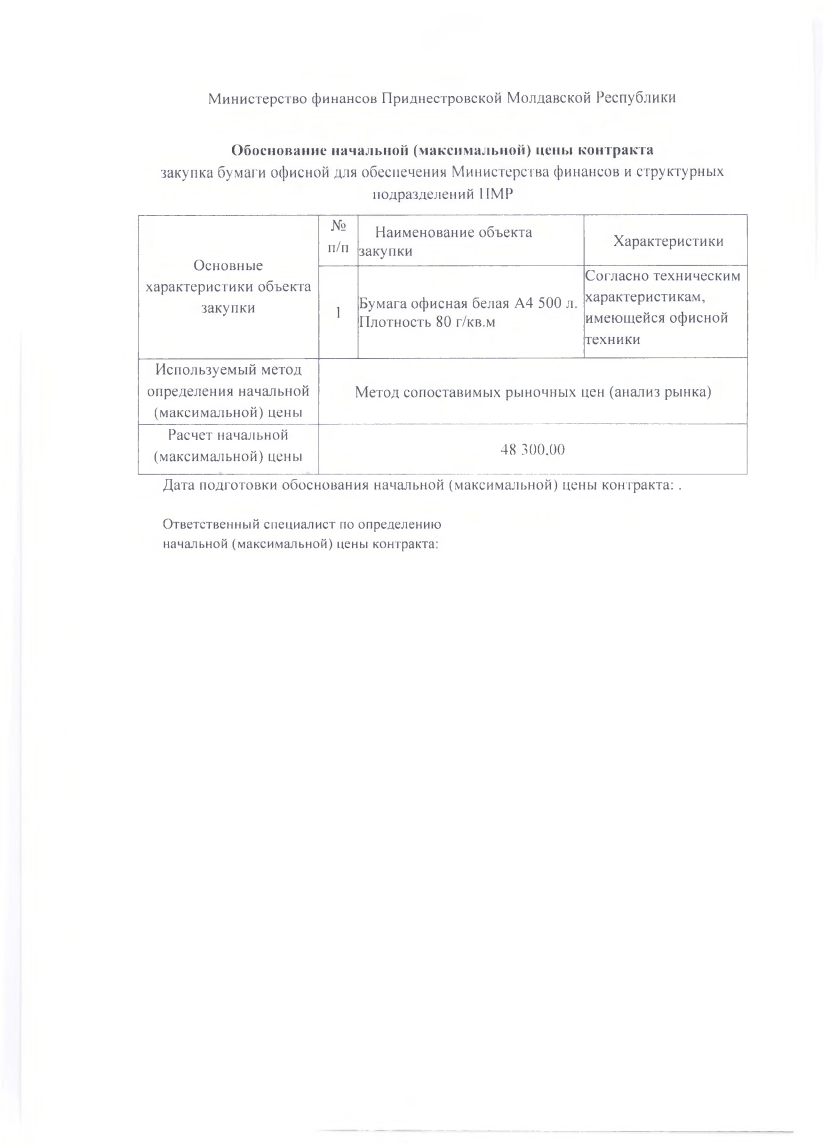 Министерство финансов Приднестровской Молдавской Республики
Обоснование начальной (максимальной) цены контракта
закупка бумаги офисной для обеспечения Министерства финансов и структурных
подразделений ПМР
Основные
характеристики объекта
закупки
№
п/п
Наименование объекта
закупки
Характеристики
1
Бумага офисная белая А4 500 л.
Плотность 80 г/кв.м
Согласно техническим
характеристикам,
имеющейся офисной
техники
Используемый метод
определения начальной
(максимальной) цены
Метод сопоставимых рыночных цен (анализ рынка)
Расчет начальной
(максимальной) цены
48 300,00
Дата подготовки обоснования начальной (максимальной) цены контракта: .
Ответственный специалист по определению
начальной (максимальной) цены контракта: